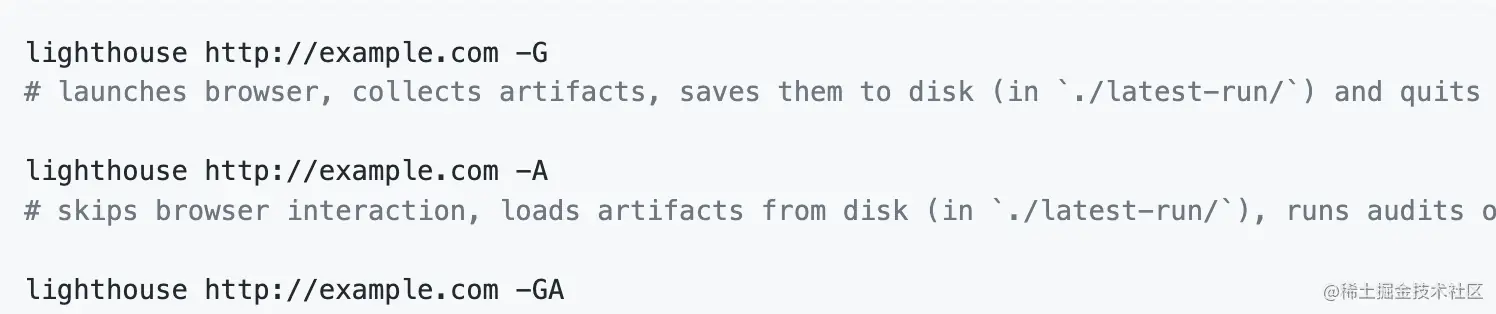 lighthouse http://example.com -G
# launches browser, collects artifacts, saves them to disk (in `./latest-run/`) and quits
lighthouse http://example.com -A
# skips browser interaction, loads artifacts from disk (in `./latest-run/`), runs audits
lighthouse http://example.com -GA
@稀土掘金技术社区